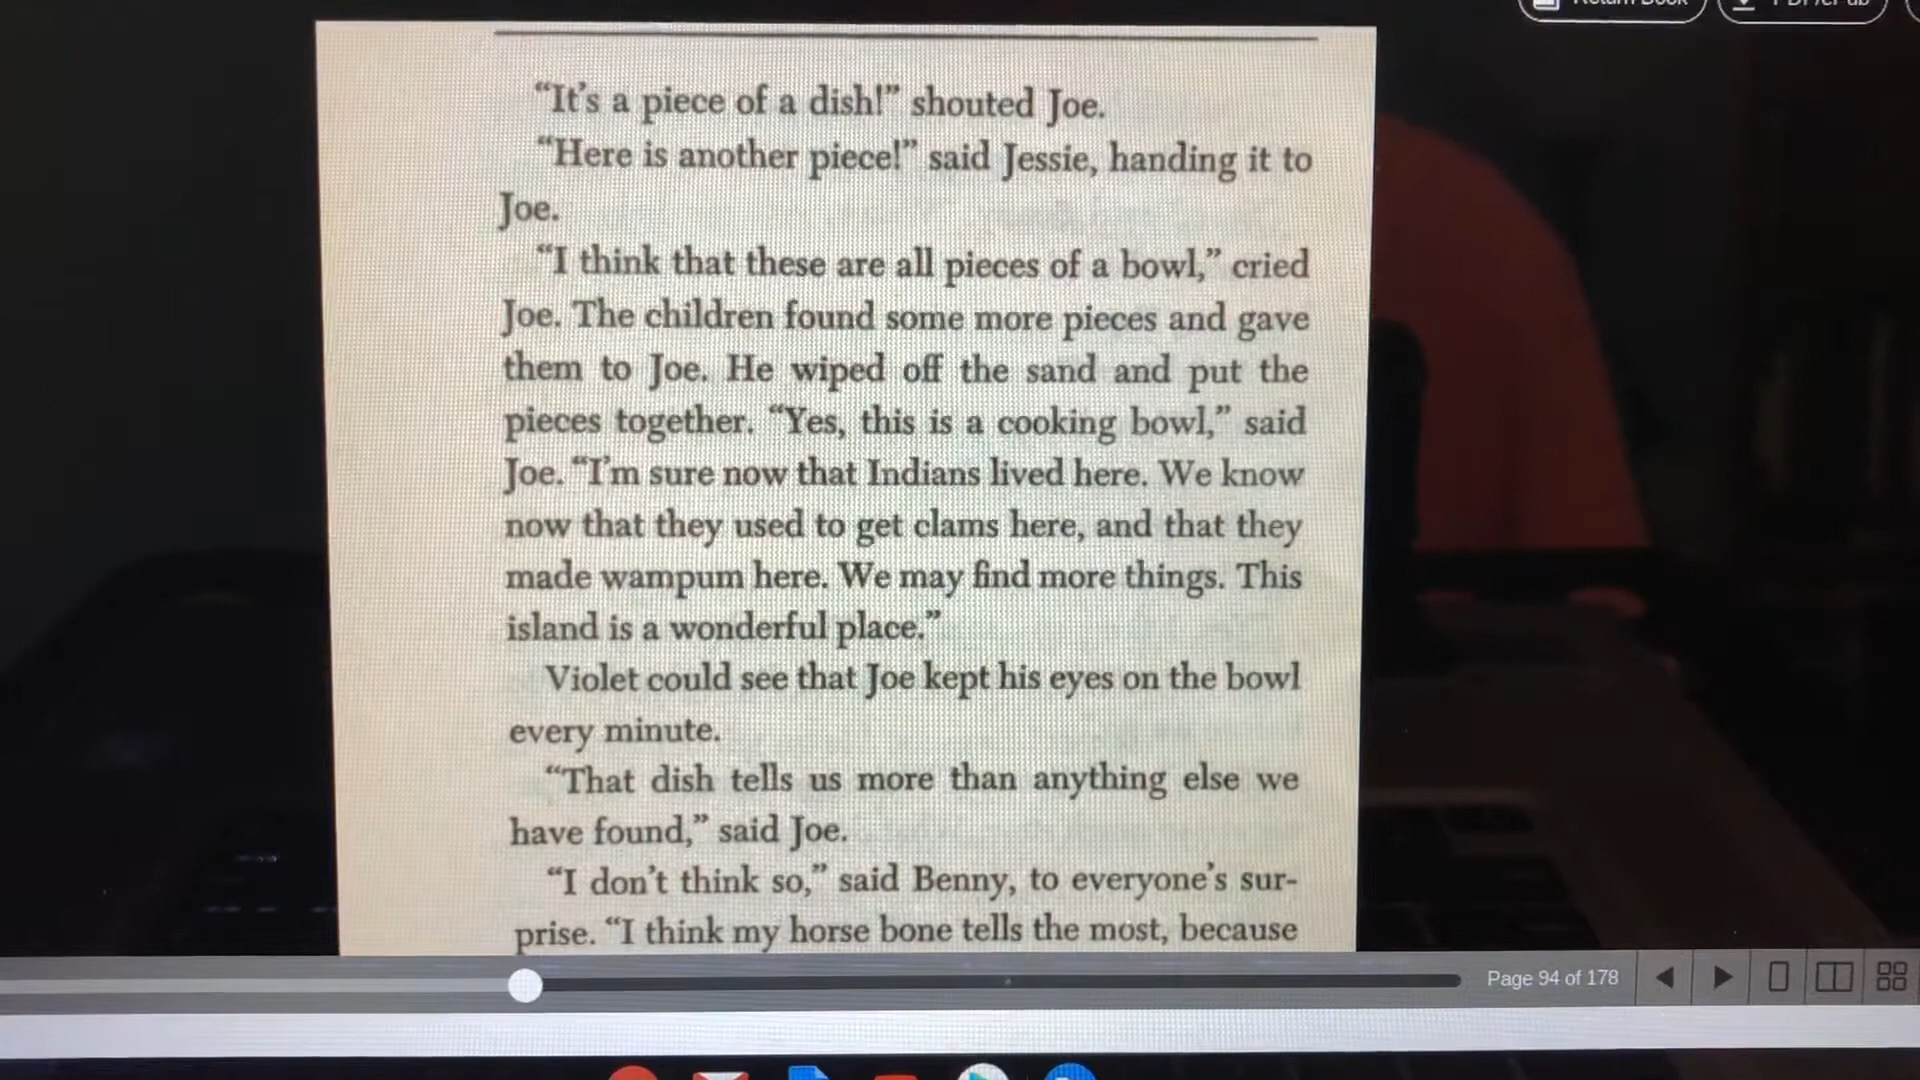 “It’s a piece of a dish!” shouted Joe.
“Here is another piece!” said Jessie, handing it to
Joe.
“I think that these are all pieces of a bowl,” cried
Joe. The children found some more pieces and gave
them to Joe. He wiped off the sand and put the
pieces together. “Yes, this is a cooking bowl,” said
Joe. “I’m sure now that Indians lived here. We know
now that they used to get clams here, and that they
made wampum here. We may find more things. This
island is a wonderful place.”
Violet could see that Joe kept his eyes on the bowl
every minute.
“That dish tells us more than anything else we
have found,” said Joe.
“I don’t think so,” said Benny, to everyone’s sur-
prise. “I think my horse bone tells the most, because
Page 94 of 178